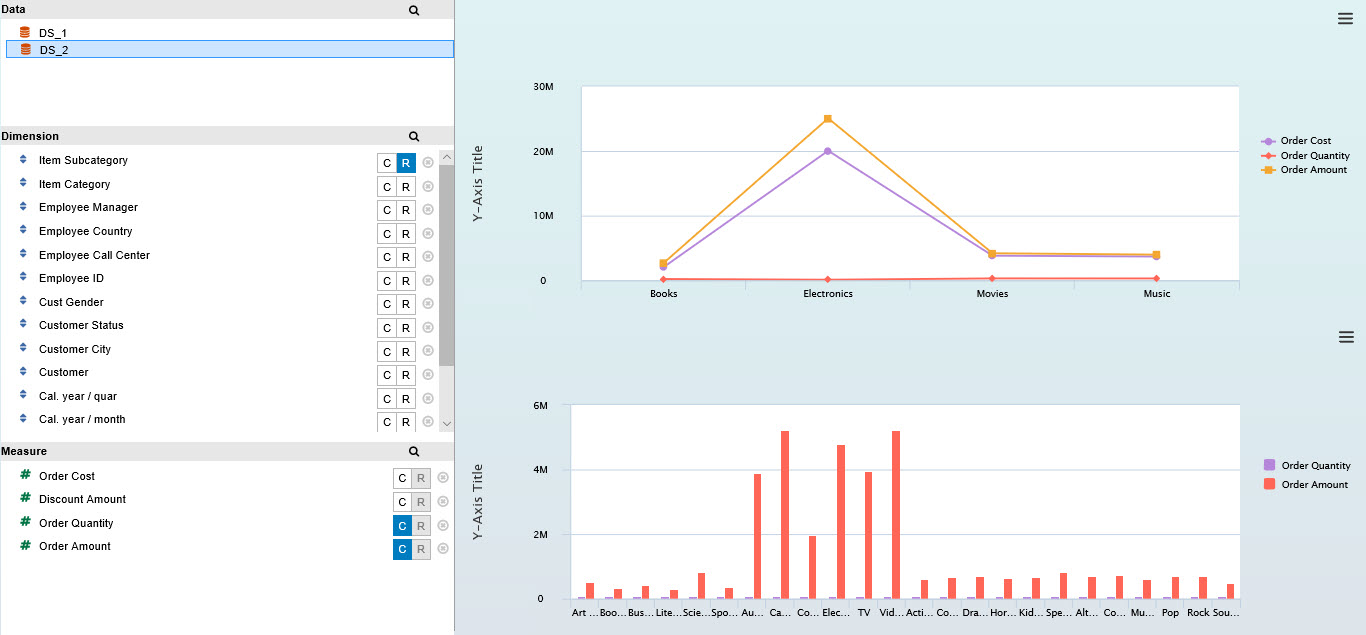 Data
DS_1
DS_2
Dimension
Item Subcategory C R
Item Category C R
Employee Manager C R
Employee Country C R
Employee Call Center C R
Employee ID C R
Cust Gender C R
Customer Status C R
Customer City C R
Customer C R
Cal. year / quar C R
Cal. year / month C R
Measure
Order Cost C R
Discount Amount C R
Order Quantity C R
Order Amount C R
30M
20M
10M
0
Y-Axis Title
Books Electronics Movies Music
Order Cost
Order Quantity
Order Amount
6M
4M
2M
0
Y-Axis Title
Art ... Boo... Bus... Lite... Scie... Spo... Au... Ca... Co... Elec... TV Vid... Acti... Co... Dra... Hor... Kid... Spe... Alt... Co... Mu... Pop Rock Sou...
Order Quantity
Order Amount